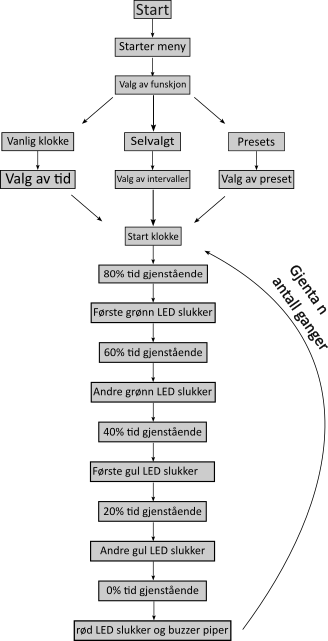 Start
Starter meny
Valg av funskjon
Vanlig klokke
Selvalgt
Presets
Valg av tid
Valg av intervaller
Valg av preset
Start klokke
80% tid gjenstående
Første grønn LED slukker
60% tid gjenstående
Andre grønn LED slukker
40% tid gjenstående
Første gul LED slukker
20% tid gjenstående
Andre gul LED slukker
0% tid gjenstående
rød LED slukker og buzzer piper
Gjenta n
antall ganger